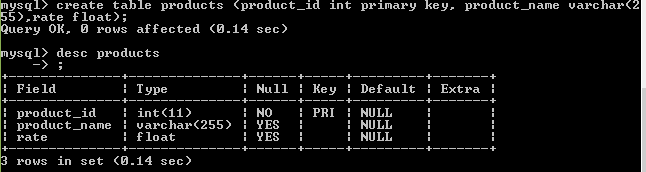 mysql> create table products (product_id int primary key, product_name varchar(2
55),rate float);
Query OK, 0 rows affected (0.14 sec)
mysql> desc products
    -> ;
+--------------+--------------+------+-----+---------+-------+
| Field        | Type         | Null | Key | Default | Extra |
+--------------+--------------+------+-----+---------+-------+
| product_id   | int(11)      | NO   | PRI | NULL    |       |
| product_name | varchar(255) | YES  |     | NULL    |       |
| rate         | float        | YES  |     | NULL    |       |
+--------------+--------------+------+-----+---------+-------+
3 rows in set (0.14 sec)